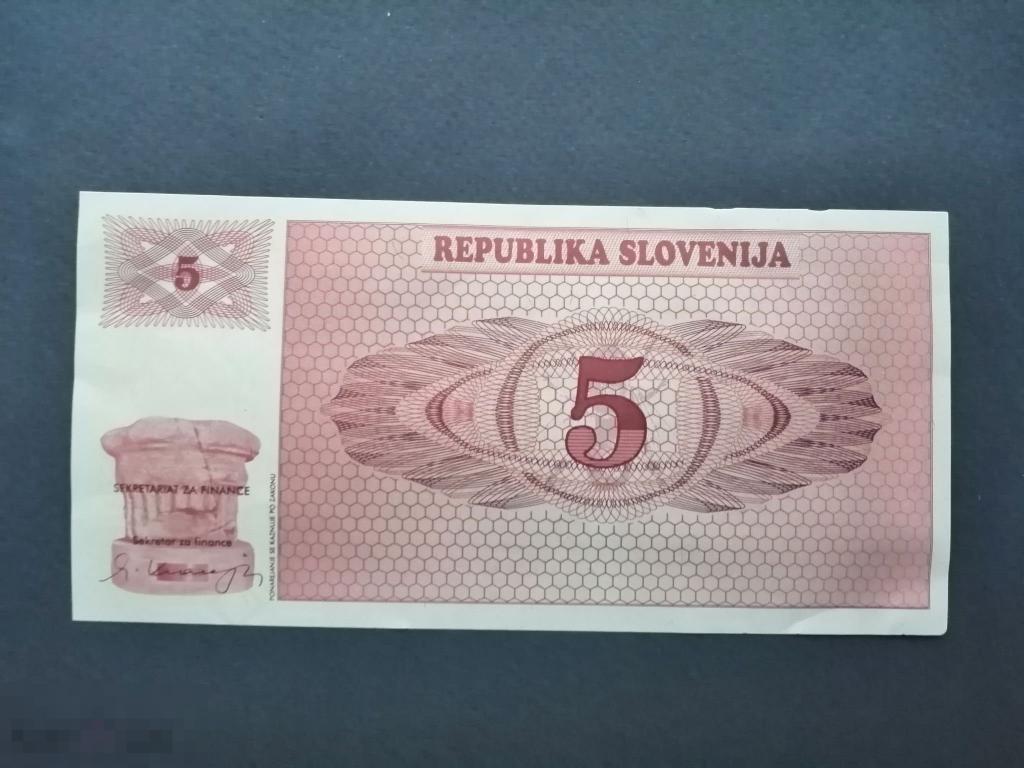 REPUBLIKA SLOVENIJA
5
5
SEKRETARIAT ZA FINANCE
Sekretar za finance
PONAREJANJE SE KAZNUJE PO ZAKONU